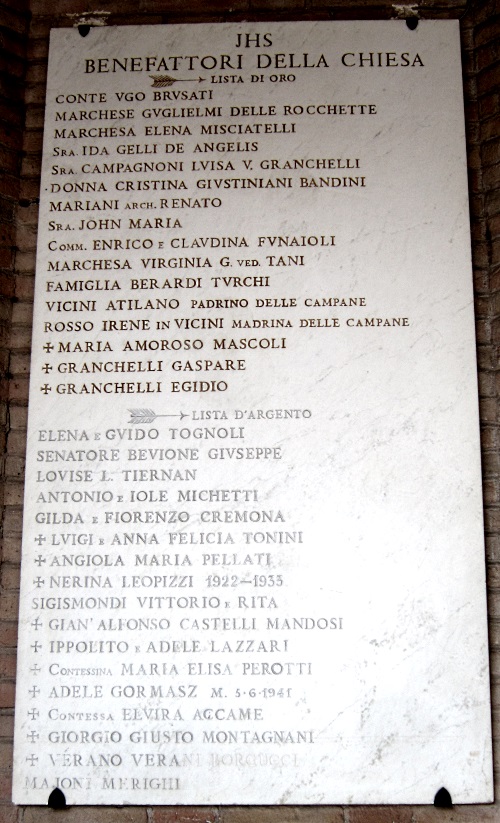 JHS
BENEFATTORI DELLA CHIESA
LISTA DI ORO
CONTE VGO BRVSATI
MARCHESE GVGLIELMI DELLE ROCCHETTE
MARCHESA ELENA MISCIATELLI
SRA. IDA GELLI DE ANGELIS
SRA. CAMPAGNONI LVISA V. GRANCHELLI
DONNA CRISTINA GIVSTINIANI BANDINI
MARIANI ARCH. RENATO
SRA. JOHN MARIA
COMM. ENRICO E CLAVDINA FVNAIOLI
MARCHESA VIRGINIA G. VED. TANI
FAMIGLIA BERARDI TVRCHI
VICINI ATILANO PADRINO DELLE CAMPANE
ROSSO IRENE IN VICINI MADRINA DELLE CAMPANE
✠ MARIA AMOROSO MASCOLI
✠ GRANCHELLI GASPARE
✠ GRANCHELLI EGIDIO
LISTA D'ARGENTO
ELENA E GVIDO TOGNOLI
SENATORE BEVIONE GIVSEPPE
LOVISE L. TIERNAN
ANTONIO E IOLE MICHETTI
GILDA E FIORENZO CREMONA
✠ LVIGI E ANNA FELICIA TONINI
✠ ANGIOLA MARIA PELLATI
✠ NERINA LEOPIZZI 1922-1933
SIGISMONDI VITTORIO E RITA
✠ GIAN'ALFONSO CASTELLI MANDOSI
✠ IPPOLITO E ADELE LAZZARI
✠ CONTESSINA MARIA ELISA PEROTTI
✠ ADELE GORMASZ M. 5·6·1941
✠ CONTESSA ELVIRA ACCAME
✠ GIORGIO GIUSTO MONTAGNANI
✠ VERANO VERA
MAJONI MERIGHI